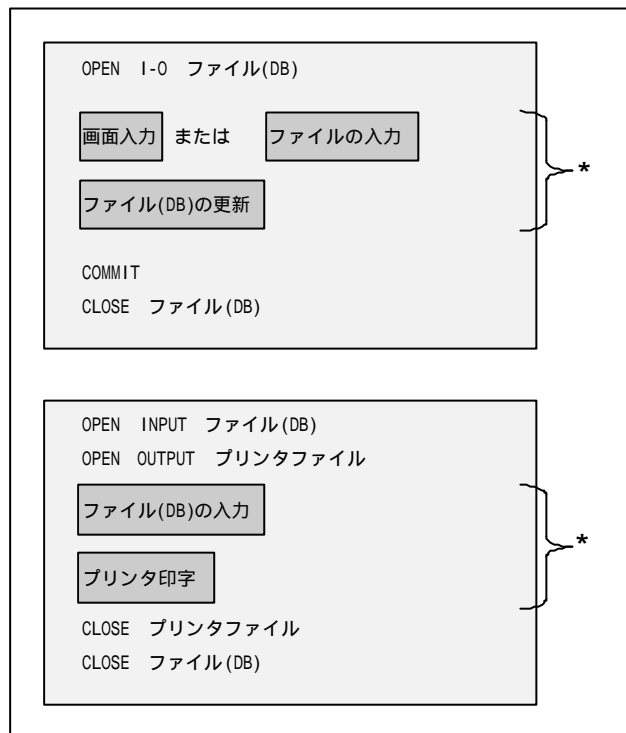 OPEN I-O ファイル(DB)
画面入力 または ファイルの入力
*
ファイル(DB)の更新
COMMIT
CLOSE ファイル(DB)
OPEN INPUT ファイル(DB)
OPEN OUTPUT プリンタファイル
ファイル(DB)の入力
*
プリンタ印字
CLOSE プリンタファイル
CLOSE ファイル(DB)